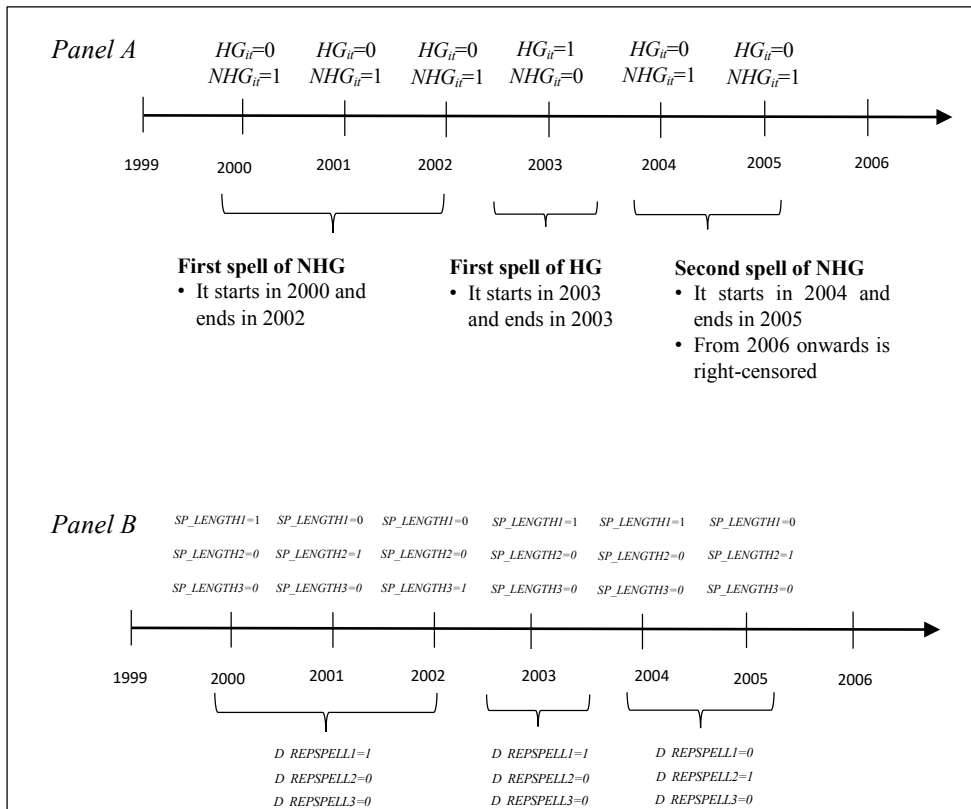 Panel A
HGit=0 HGit=0 HGit=0 HGit=1 HGit=0 HGit=0
NHGit=1 NHGit=1 NHGit=1 NHGit=0 NHGit=1 NHGit=1
1999 2000 2001 2002 2003 2004 2005 2006
First spell of NHG
• It starts in 2000 and
ends in 2002
First spell of HG
• It starts in 2003
and ends in 2003
Second spell of NHG
• It starts in 2004 and
ends in 2005
• From 2006 onwards is
right-censored
Panel B
SP_LENGTH1=1 SP_LENGTH1=0 SP_LENGTH1=0 SP_LENGTH1=1 SP_LENGTH1=1 SP_LENGTH1=0
SP_LENGTH2=0 SP_LENGTH2=1 SP_LENGTH2=0 SP_LENGTH2=0 SP_LENGTH2=0 SP_LENGTH2=1
SP_LENGTH3=0 SP_LENGTH3=0 SP_LENGTH3=1 SP_LENGTH3=0 SP_LENGTH3=0 SP_LENGTH3=0
1999 2000 2001 2002 2003 2004 2005 2006
D REPSPELL1=1 D REPSPELL1=1 D REPSPELL1=0
D REPSPELL2=0 D REPSPELL2=0 D REPSPELL2=1
D REPSPELL3=0 D REPSPELL3=0 D REPSPELL3=0